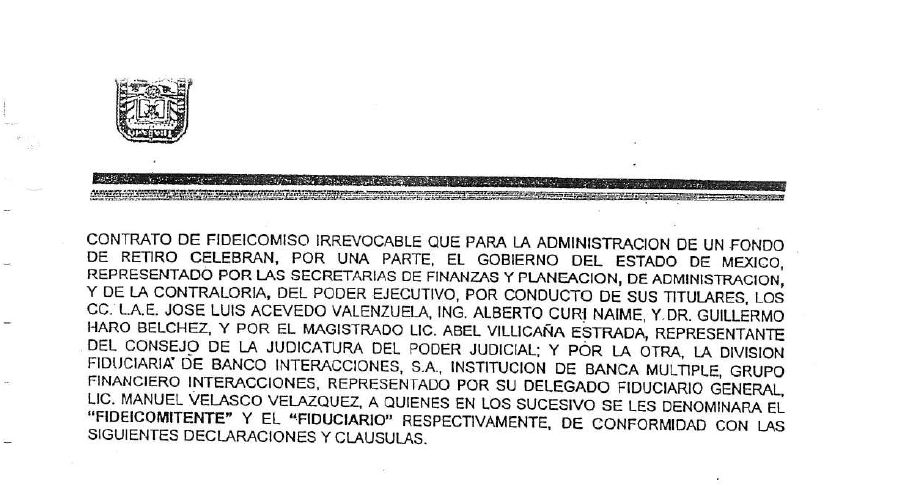 CONTRATO DE FIDEICOMISO IRREVOCABLE QUE PARA LA ADMINISTRACION DE UN FONDO
DE RETIRO CELEBRAN, POR UNA PARTE, EL GOBIERNO DEL ESTADO DE MEXICO,
REPRESENTADO POR LAS SECRETARIAS DE FINANZAS Y PLANEACION, DE ADMINISTRACION,
Y DE LA CONTRALORIA, DEL PODER EJECUTIVO, POR CONDUCTO DE SUS TITULARES, LOS
CC. L.A.E. JOSE LUIS ACEVEDO VALENZUELA, ING. ALBERTO CURI NAIME, Y DR. GUILLERMO
HARO BELCHEZ, Y POR EL MAGISTRADO LIC. ABEL VILLICAÑA ESTRADA, REPRESENTANTE
DEL CONSEJO DE LA JUDICATURA DEL PODER JUDICIAL; Y POR LA OTRA, LA DIVISION
FIDUCIARIA DE BANCO INTERACCIONES, S.A., INSTITUCION DE BANCA MULTIPLE, GRUPO
FINANCIERO INTERACCIONES, REPRESENTADO POR SU DELEGADO FIDUCIARIO GENERAL,
LIC. MANUEL VELASCO VELAZQUEZ, A QUIENES EN LOS SUCESIVO SE LES DENOMINARA EL
"FIDEICOMITENTE" Y EL "FIDUCIARIO" RESPECTIVAMENTE, DE CONFORMIDAD CON LAS
SIGUIENTES DECLARACIONES Y CLAUSULAS.